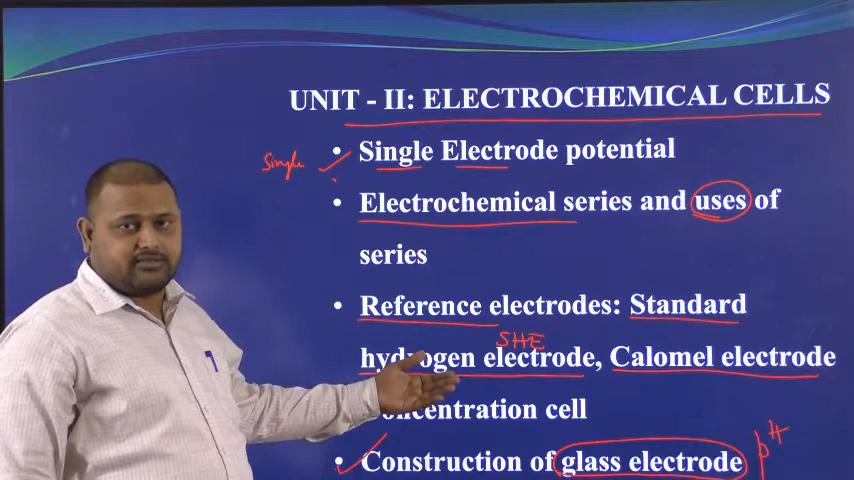 UNIT - II: ELECTROCHEMICAL CELLS
Single • Single Electrode potential
• Electrochemical series and uses of
series
• Reference electrodes: Standard
SHE
hydrogen electrode, Calomel electrode
oncentration cell
• Construction of glass electrode pH